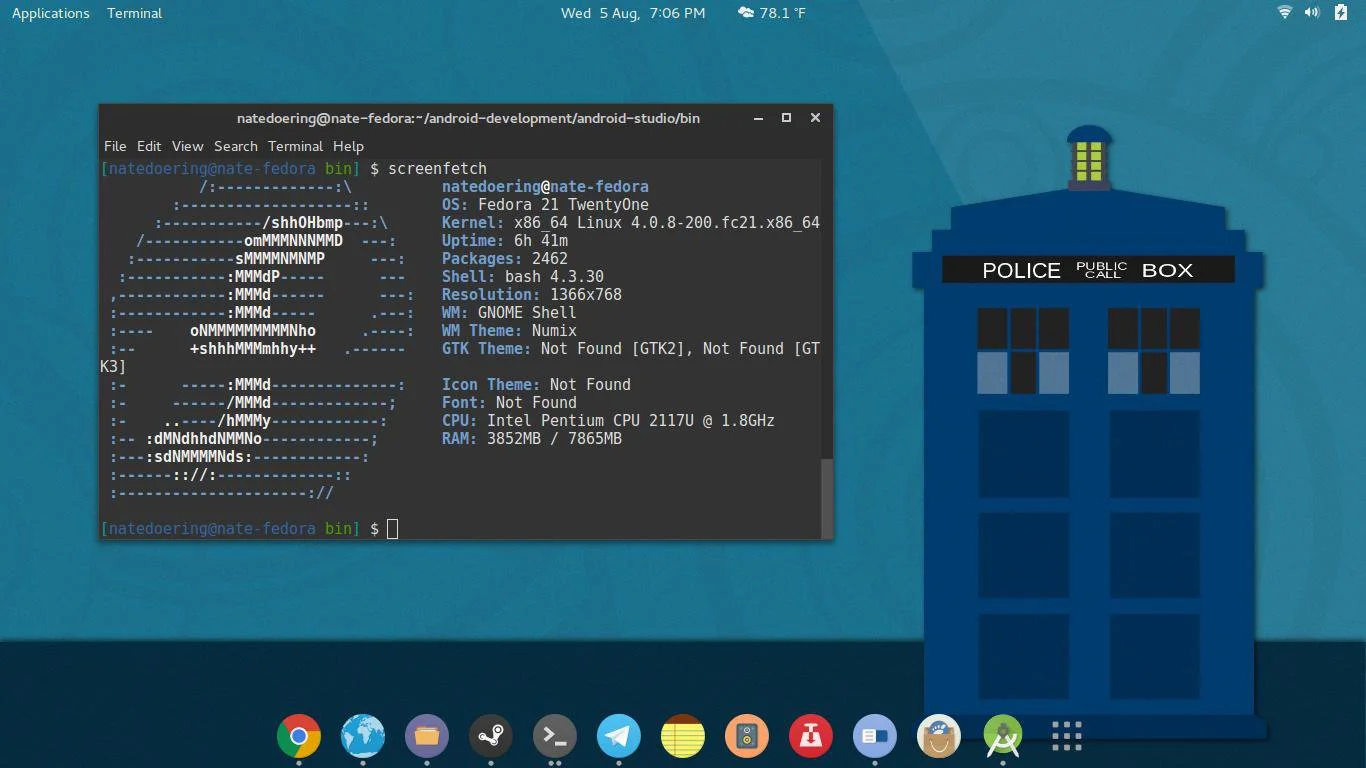 Applications Terminal Wed 5 Aug, 7:06 PM 78.1 °F
natedoering@nate-fedora:~/android-development/android-studio/bin
File Edit View Search Terminal Help
[natedoering@nate-fedora bin] $ screenfetch
/:-------------:\ natedoering@nate-fedora
:-------------------:: OS: Fedora 21 TwentyOne
:-----------/shhOHbmp---:\ Kernel: x86_64 Linux 4.0.8-200.fc21.x86_64
/-----------omMMMNNNMMD ---: Uptime: 6h 41m
:-----------sMMMMNMNMP ---: Packages: 2462
:-----------:MMMdP----- --- Shell: bash 4.3.30
,------------:MMMd------ ---: Resolution: 1366x768
:------------:MMMd----- .---: WM: GNOME Shell
:---- oNMMMMMMMMMNho .----: WM Theme: Numix
:-- +shhhMMMmhhy++ .------ GTK Theme: Not Found [GTK2], Not Found [GT
K3]
:- -----:MMMd--------------: Icon Theme: Not Found
:- ------/MMMd-------------; Font: Not Found
:- ..----/hMMMy------------: CPU: Intel Pentium CPU 2117U @ 1.8GHz
:-- :dMNdhhdNMMNo------------; RAM: 3852MB / 7865MB
:---:sdNMMMMNds:------------:
:------:://:-------------::
:---------------------://
[natedoering@nate-fedora bin] $
POLICE PUBLIC CALL BOX